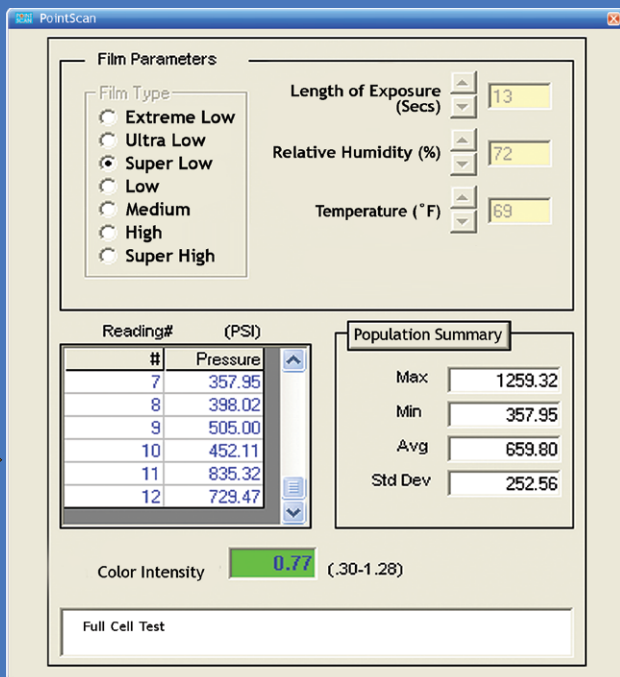 POINT SCAN PointScan
Film Parameters
Film Type
Extreme Low
Ultra Low
Super Low
Low
Medium
High
Super High
Length of Exposure
(Secs)
13
Relative Humidity (%)
72
Temperature (˚F)
69
Reading# (PSI)
# Pressure
7 357.95
8 398.02
9 505.00
10 452.11
11 835.32
12 729.47
Population Summary
Max 1259.32
Min 357.95
Avg 659.80
Std Dev 252.56
Color Intensity 0.77 (.30-1.28)
Full Cell Test